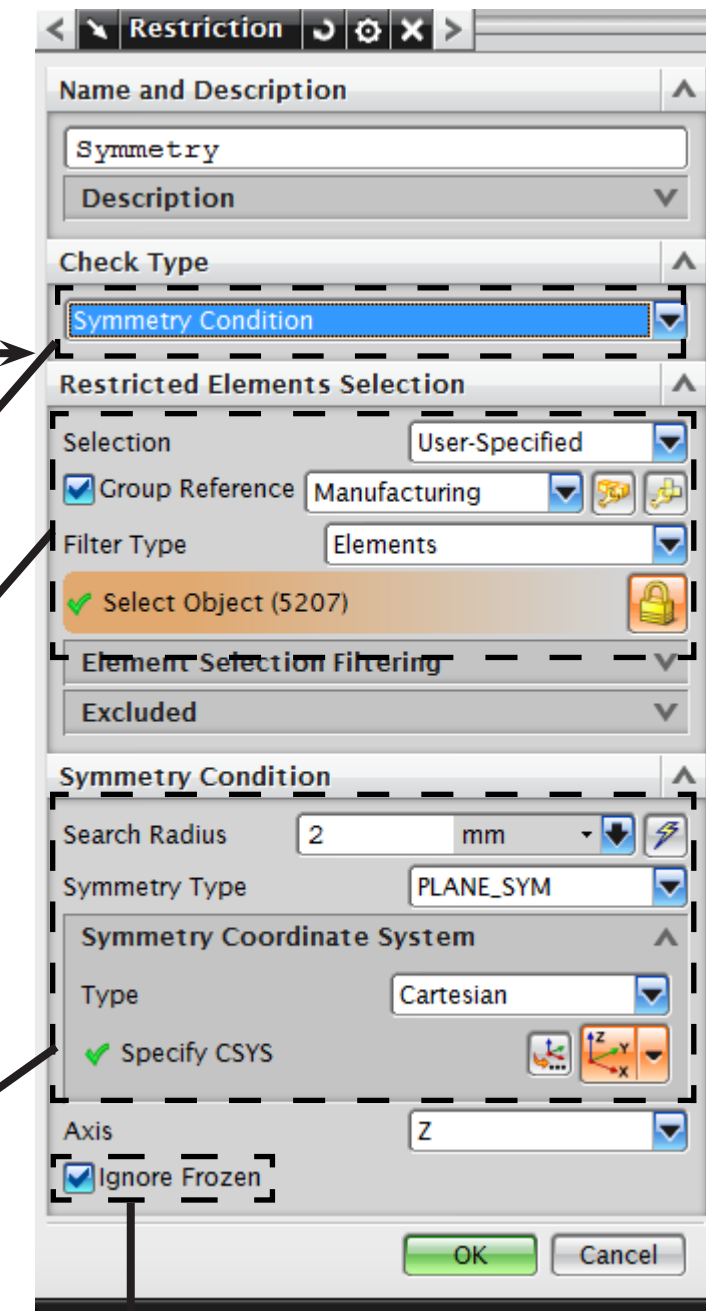 Restriction
Name and Description
Symmetry
Description
Check Type
Symmetry Condition
Restricted Elements Selection
Selection User-Specified
Group Reference Manufacturing
Filter Type Elements
Select Object (5207)
Element Selection Filtering
Excluded
Symmetry Condition
Search Radius 2 mm
Symmetry Type PLANE_SYM
Symmetry Coordinate System
Type Cartesian
Specify CSYS Z Y X
Axis Z
Ignore Frozen
OK Cancel